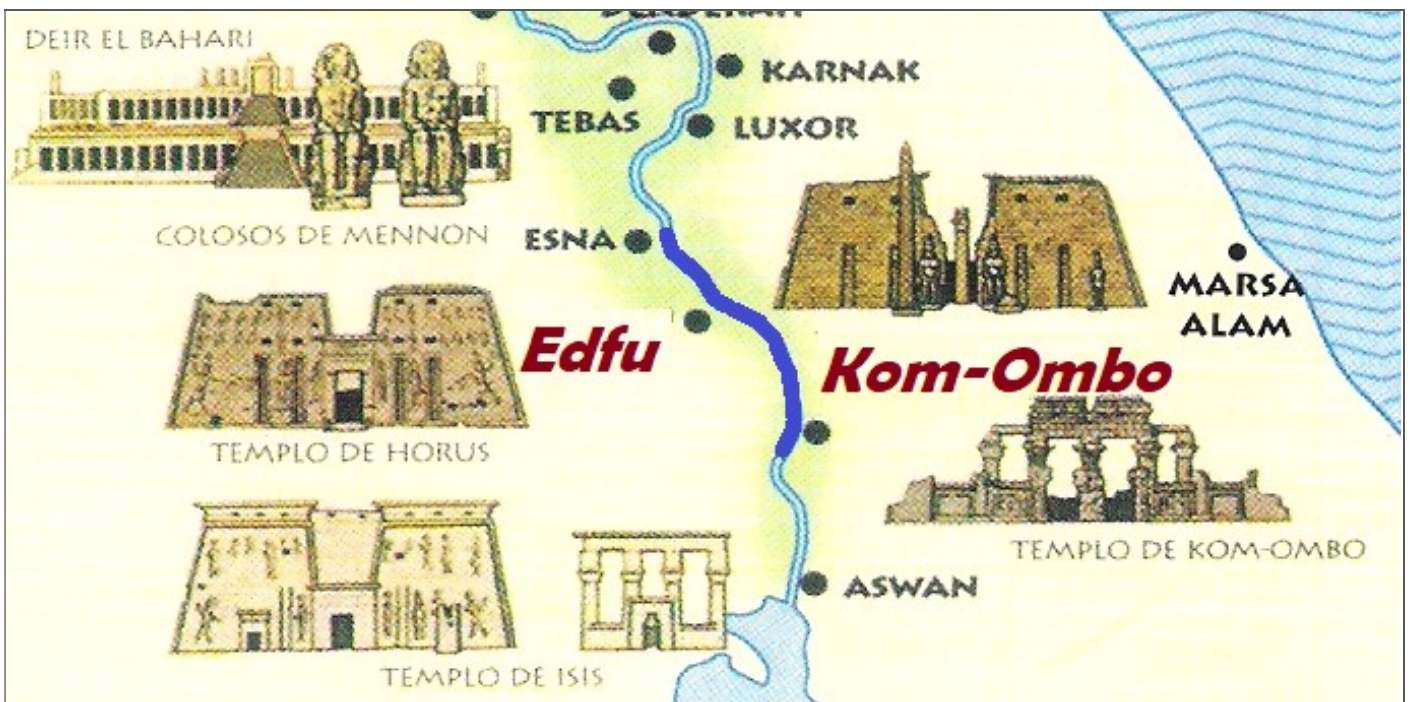 DEIR EL BAHARI
KARNAK
TEBAS
LUXOR
COLOSOS DE MENNON
ESNA
MARSA
ALAM
Edfu
Kom-Ombo
TEMPLO DE HORUS
TEMPLO DE KOM-OMBO
ASWAN
TEMPLO DE ISIS